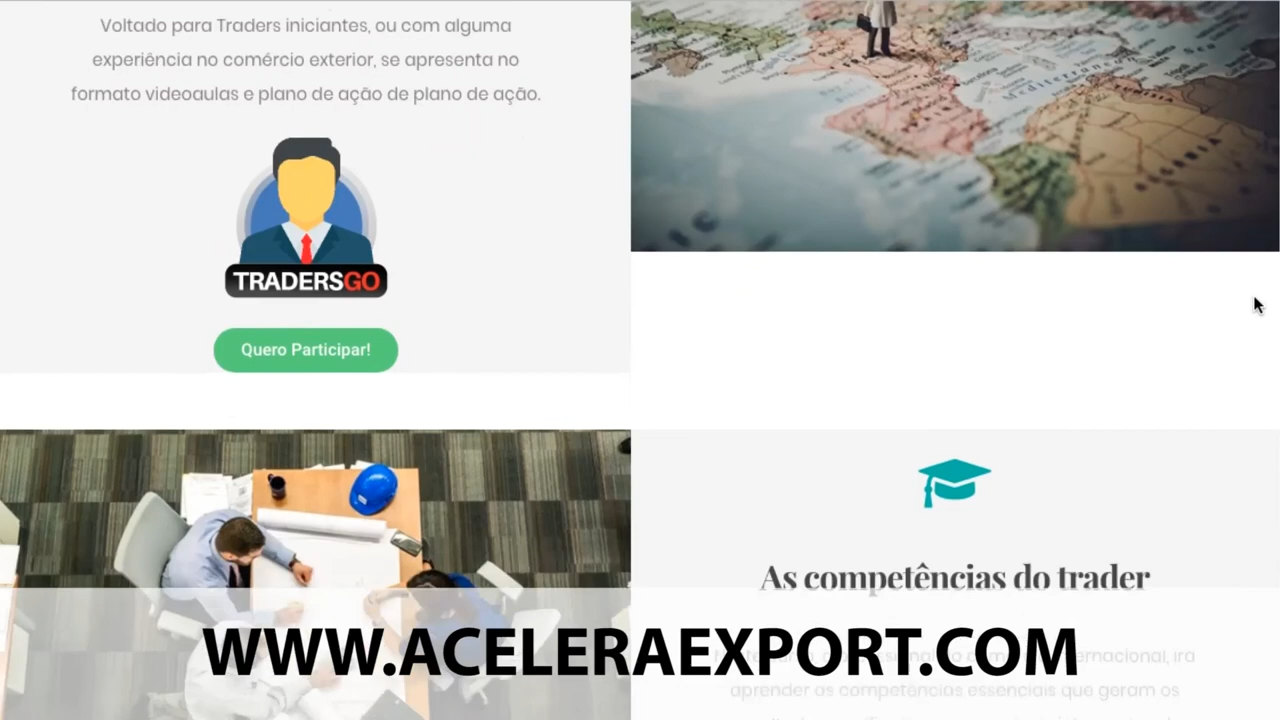 Voltado para Traders iniciantes, ou com alguma
experiência no comércio exterior, se apresenta no
formato videoaulas e plano de ação de plano de ação.
TRADERSGO
Quero Participar!
As competências do trader
WWW.ACELERAEXPORT.COM
aprender as competências essenciais que geram os